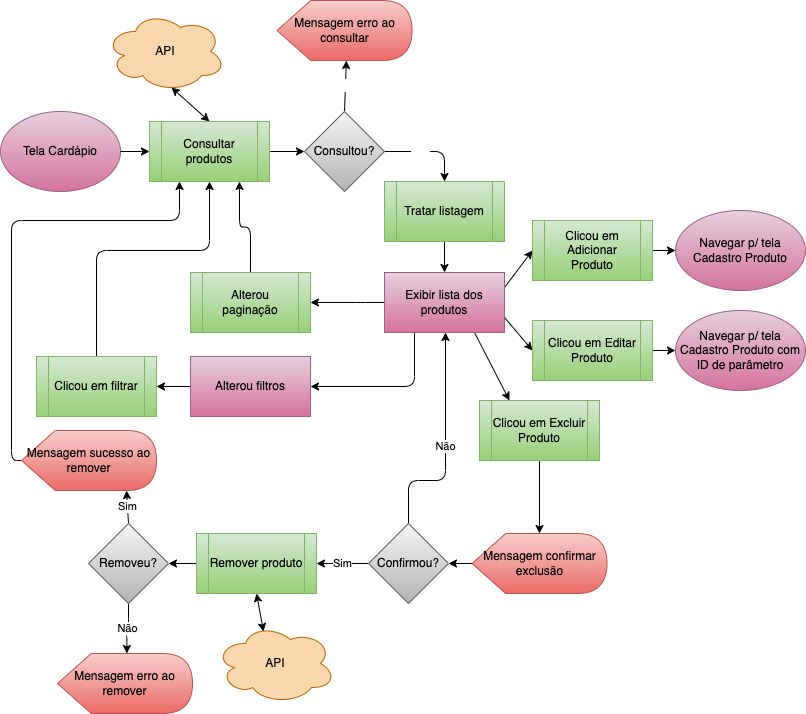 API
Mensagem erro ao
consultar
Tela Cardápio
Consultar
produtos
Consultou?
Tratar listagem
Clicou em
Adicionar
Produto
Navegar p/ tela
Cadastro Produto
Alterou
paginação
Exibir lista dos
produtos
Clicou em Editar
Produto
Navegar p/ tela
Cadastro Produto com
ID de parâmetro
Clicou em filtrar
Alterou filtros
Clicou em Excluir
Produto
Não
Mensagem sucesso ao
remover
Sim
Removeu?
Remover produto
Sim
Confirmou?
Mensagem confirmar
exclusão
Não
API
Mensagem erro ao
remover